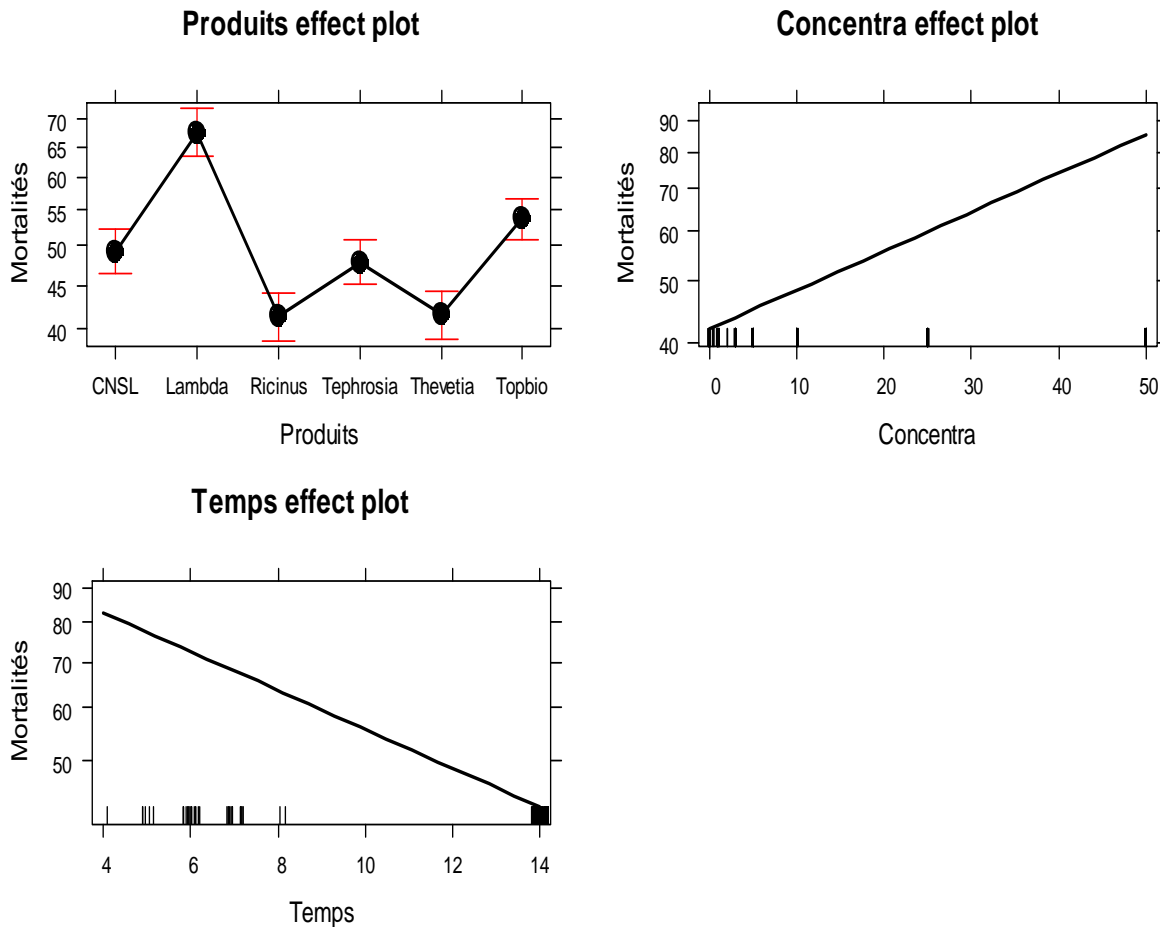 Produits effect plot
Mortalités
70
65
60
55
50
45
40
CNSL Lambda Ricinus Tephrosia Thevetia Topbio
Produits
Concentra effect plot
Mortalités
90
80
70
60
50
40
0 10 20 30 40 50
Concentra
Temps effect plot
Mortalités
90
80
70
60
50
4 6 8 10 12 14
Temps